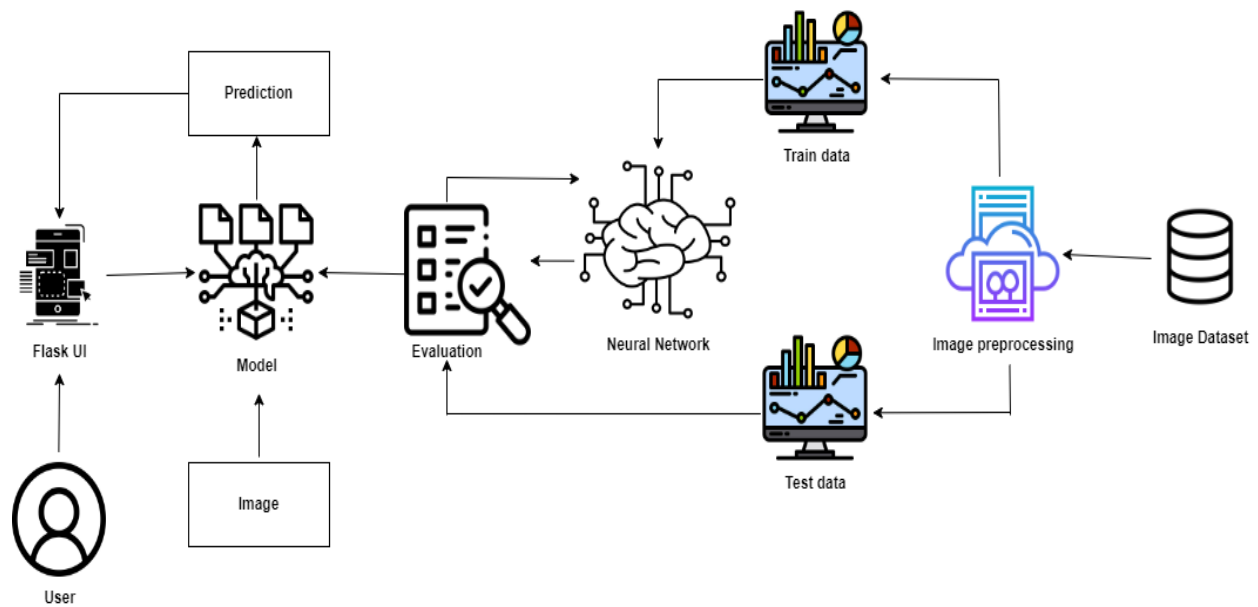 Prediction
Train data
Flask UI
Model
Evaluation
Neural Network
Image preprocessing
Image Dataset
Image
Test data
User